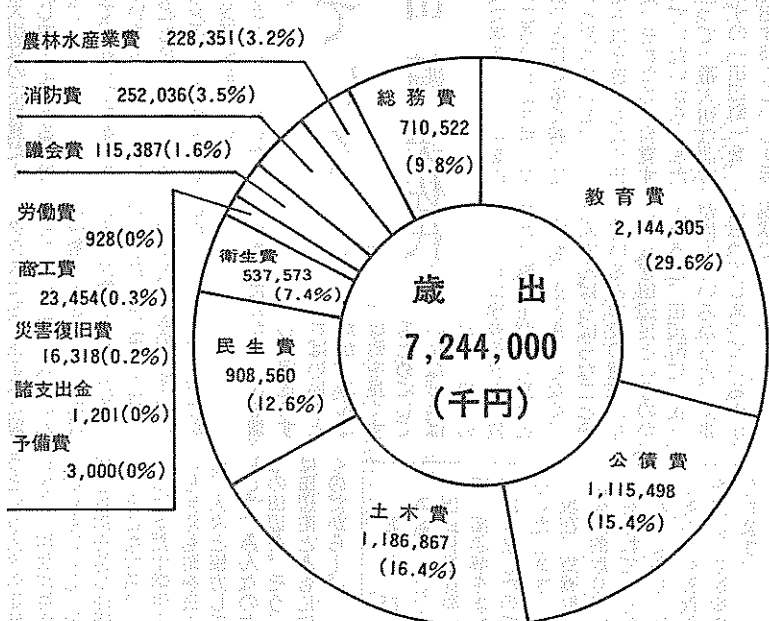 農林水産業費 228,351(3.2%)
消防費 252,036(3.5%)
議会費 115,387(1.6%)
労働費
928(0%)
商工費
23,454(0.3%)
災害復旧費
16,318(0.2%)
諸支出金
1,201(0%)
予備費
3,000(0%)
総務費
710,522
(9.8%)
教育費
2,144,305
(29.6%)
衛生費
537,573
(7.4%)
民生費
908,560
(12.6%)
土木費
1,186,867
(16.4%)
公債費
1,115,498
(15.4%)
歳出
7,244,000
(千円)